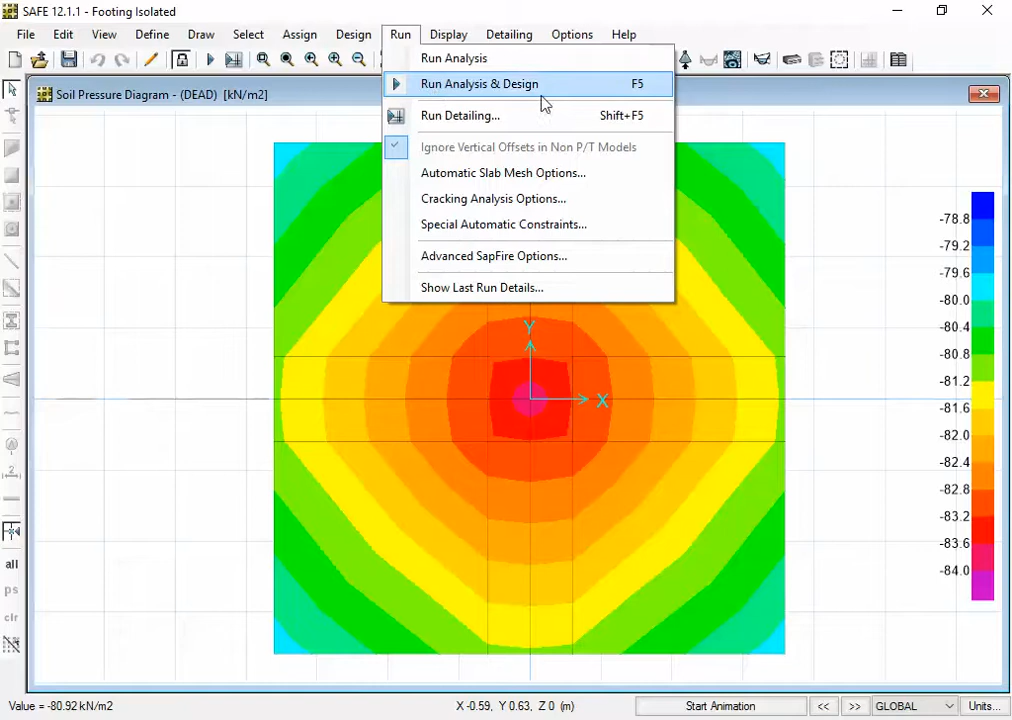 SAFE 12.1.1 - Footing Isolated
File Edit View Define Draw Select Assign Design Run Display Detailing Options Help
Soil Pressure Diagram - (DEAD) [kN/m2]
Run Analysis
Run Analysis & Design F5
Run Detailing... Shift+F5
Ignore Vertical Offsets in Non P/T Models
Automatic Slab Mesh Options...
Cracking Analysis Options...
Special Automatic Constraints...
Advanced SapFire Options...
Show Last Run Details...
Y
X
-78.8
-79.2
-79.6
-80.0
-80.4
-80.8
-81.2
-81.6
-82.0
-82.4
-82.8
-83.2
-83.6
-84.0
2
all
ps
clr
Value = -80.92 kN/m2
X -0.59, Y 0.63, Z 0 (m)
Start Animation
<<
>>
GLOBAL
Units...